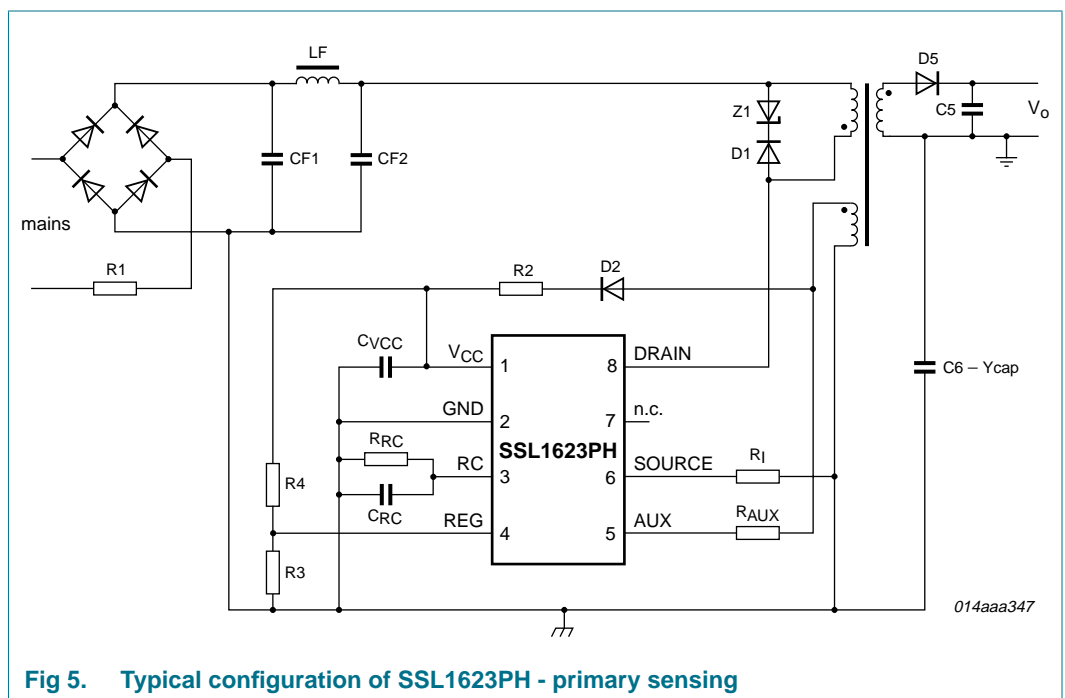 LF
D5
Z1
C5
Vo
D1
CF1
CF2
mains
R1
R2
D2
CVCC
VCC
1
8
DRAIN
C6 – Ycap
GND
2
7
n.c.
SSL1623PH
RRC
RC
3
6
SOURCE
RI
R4
CRC
REG
4
5
AUX
RAUX
R3
014aaa347
Fig 5. Typical configuration of SSL1623PH - primary sensing